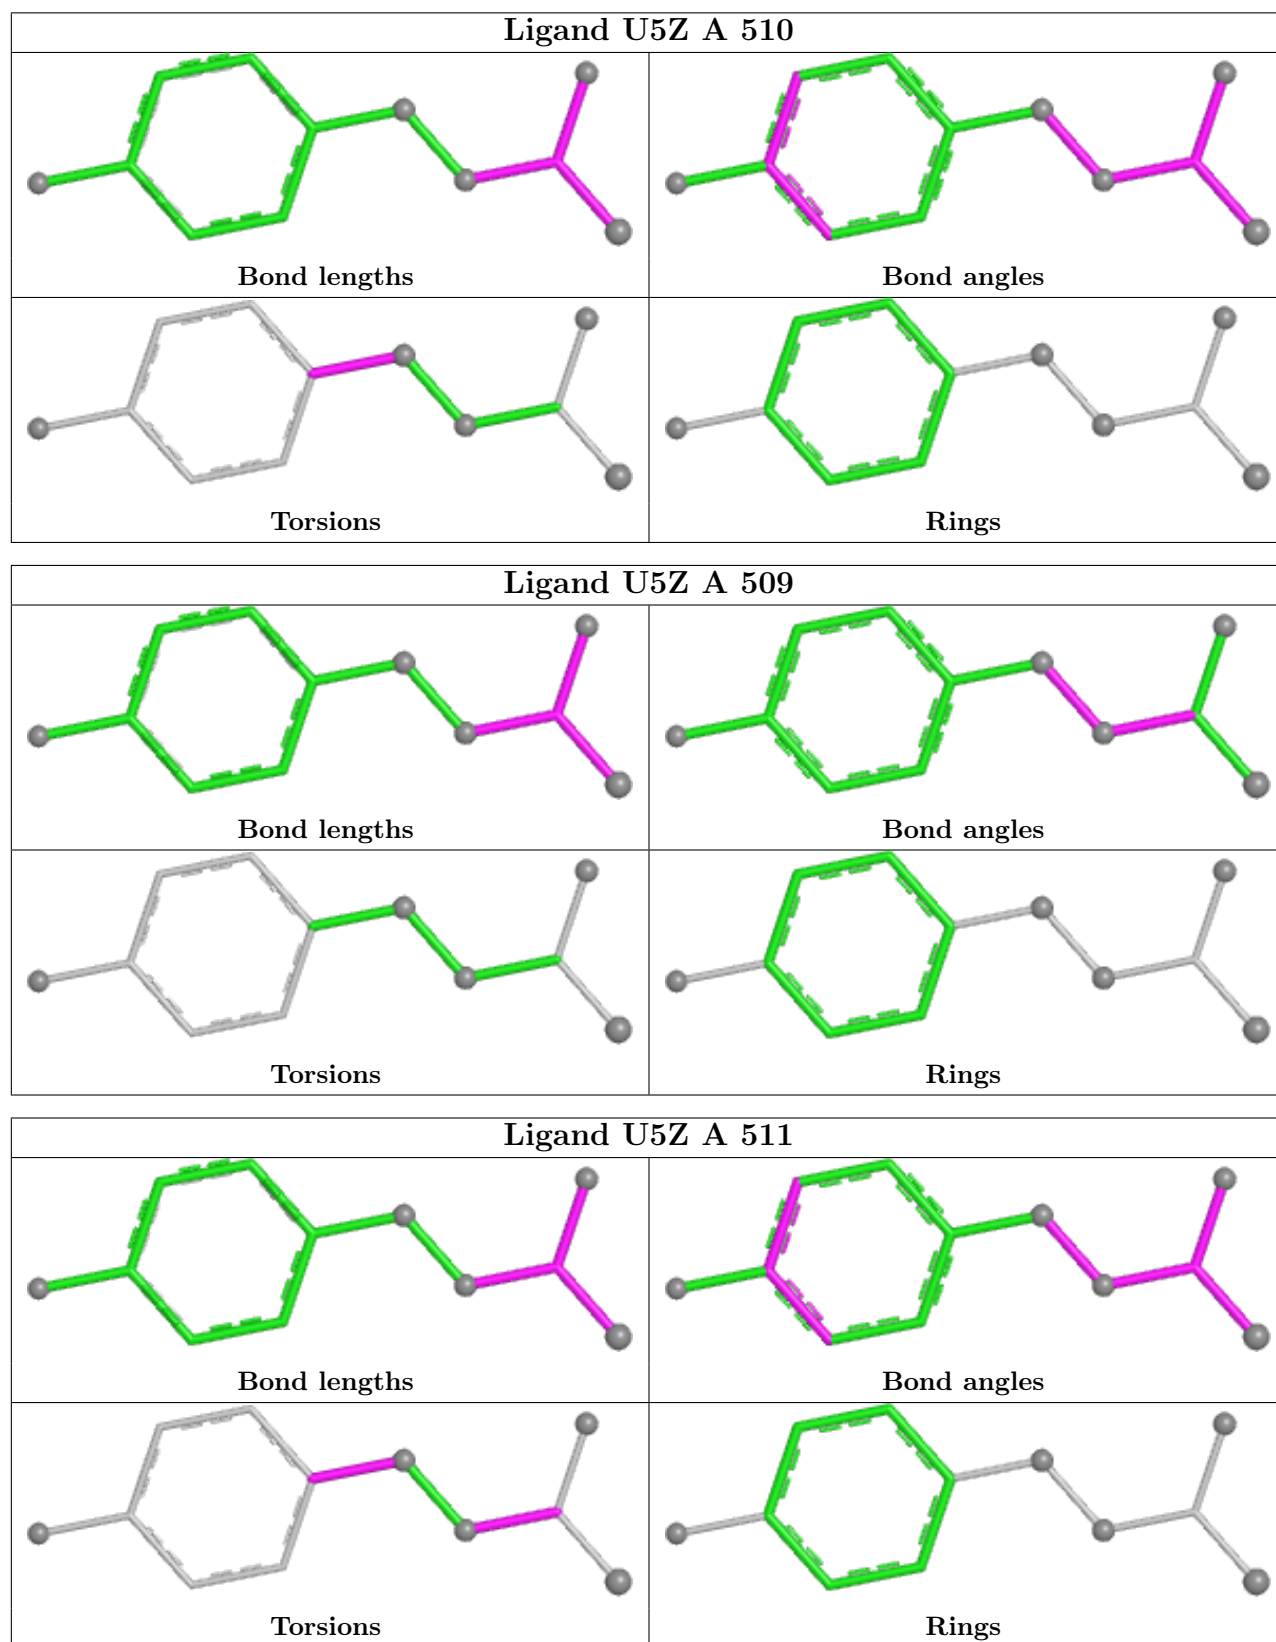 Ligand U5Z A 510
Bond lengths
Bond angles
Torsions
Rings
Ligand U5Z A 509
Bond lengths
Bond angles
Torsions
Rings
Ligand U5Z A 511
Bond lengths
Bond angles
Torsions
Rings